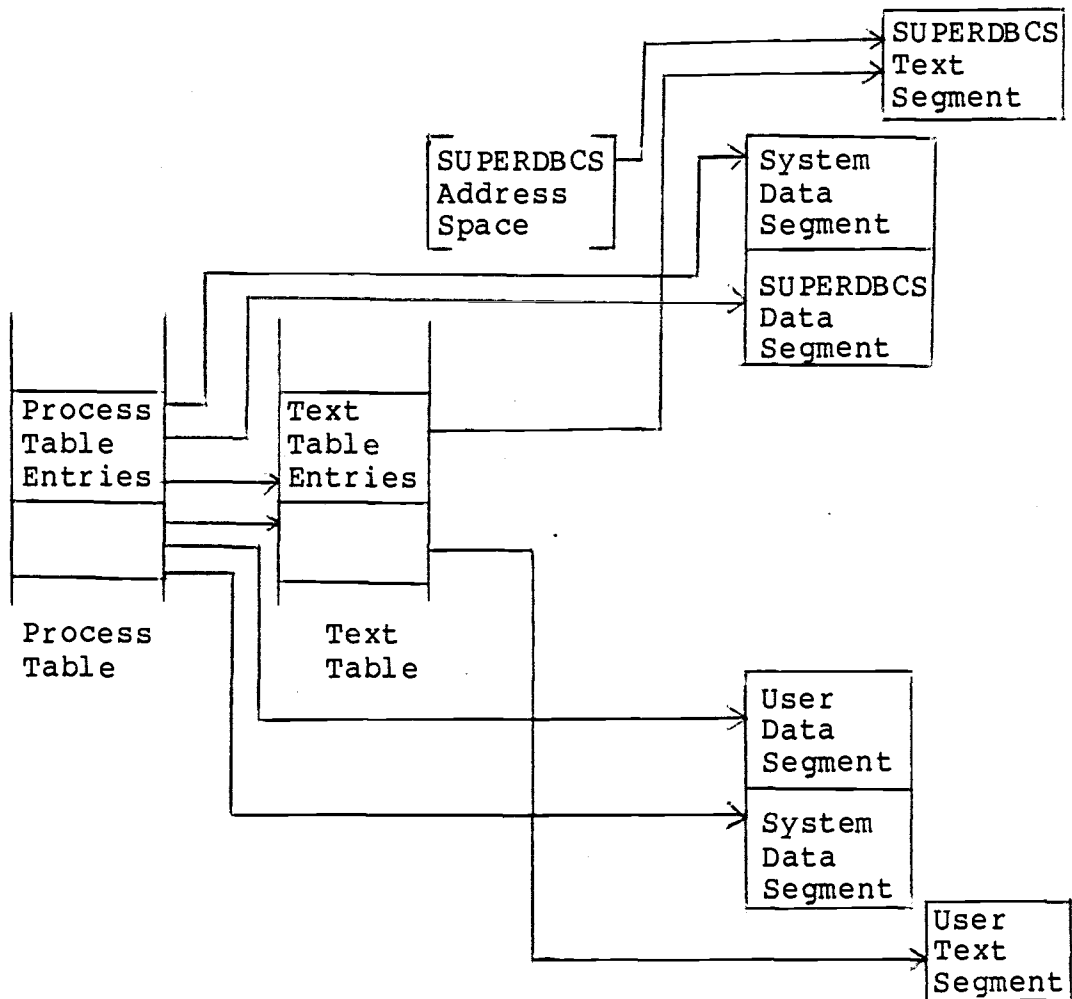 SUPERDBCS
Text
Segment
SUPERDBCS
Address
Space
System
Data
Segment
SUPERDBCS
Data
Segment
Process
Table
Entries
Text
Table
Entries
Process
Table
Text
Table
User
Data
Segment
System
Data
Segment
User
Text
Segment